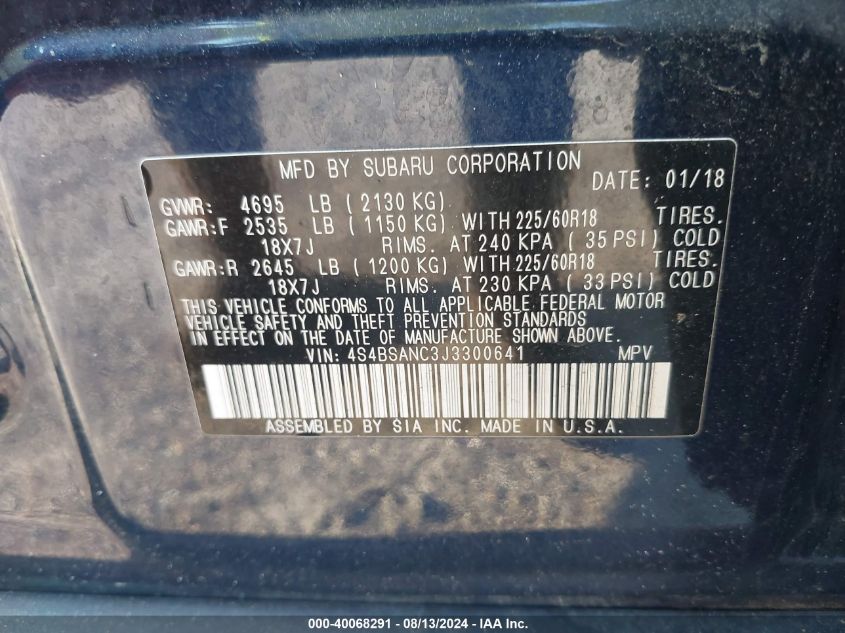 MFD BY SUBARU CORPORATION
DATE: 01/18
GVWR: 4695 LB ( 2130 KG)
GAWR:F 2535 LB ( 1150 KG) WITH 225/60R18 TIRES.
18X7J RIMS. AT 240 KPA ( 35 PSI) COLD
GAWR:R 2645 LB ( 1200 KG) WITH 225/60R18 TIRES.
18X7J RIMS. AT 230 KPA ( 33 PSI) COLD
THIS VEHICLE CONFORMS TO ALL APPLICABLE FEDERAL MOTOR
VEHICLE SAFETY AND THEFT PREVENTION STANDARDS
IN EFFECT ON THE DATE OF MANUFACTURE SHOWN ABOVE.
VIN: 4S4BSANC3J3300641 MPV
ASSEMBLED BY SIA INC. MADE IN U.S.A.
000-40068291 - 08/13/2024 - IAA Inc.